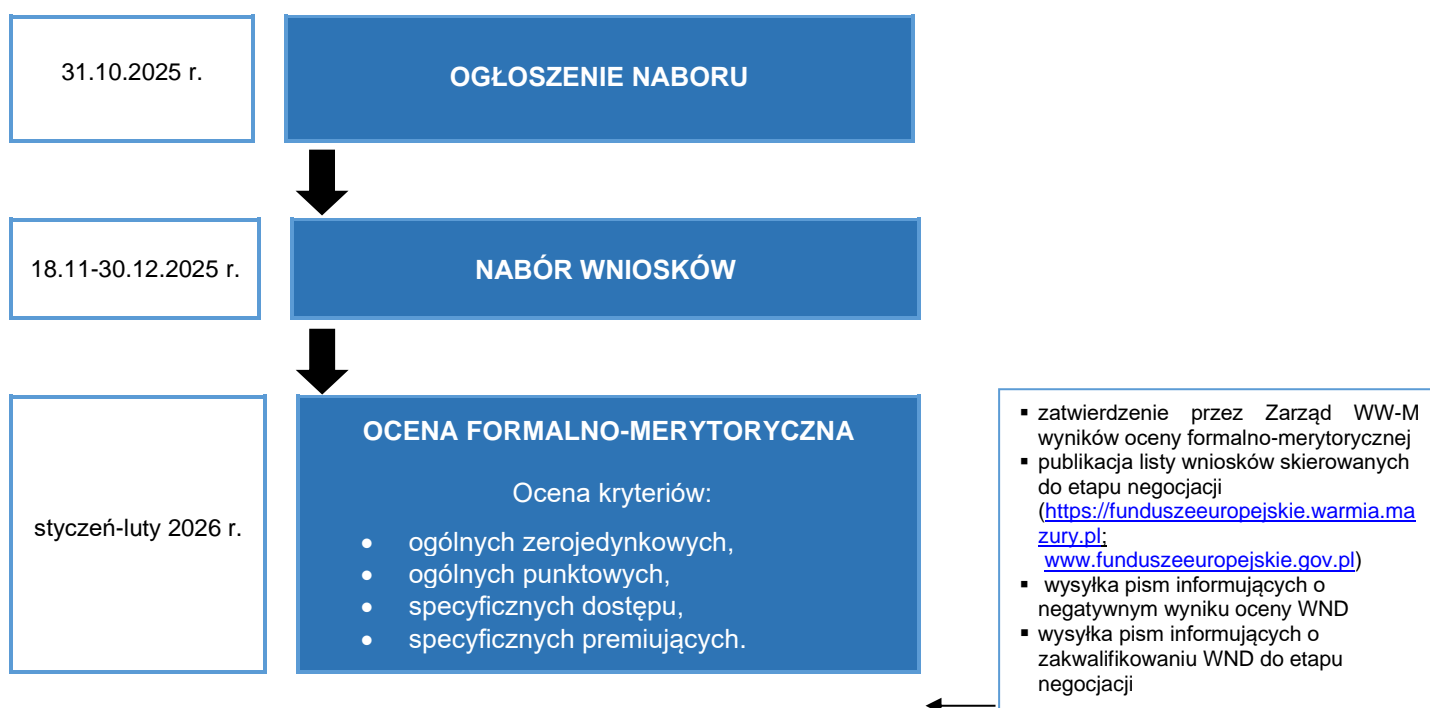 31.10.2025 r.
OGŁOSZENIE NABORU
18.11-30.12.2025 r.
NABÓR WNIOSKÓW
styczeń-luty 2026 r.
OCENA FORMALNO-MERYTORYCZNA
Ocena kryteriów:
• ogólnych zerojedynkowych,
• ogólnych punktowych,
• specyficznych dostępu,
• specyficznych premiujących.
▪ zatwierdzenie przez Zarząd WW-M
wyników oceny formalno-merytorycznej
▪ publikacja listy wniosków skierowanych
do etapu negocjacji
(https://funduszeeuropejskie.warmia.ma
zury.pl;
www.funduszeeuropejskie.gov.pl)
▪ wysyłka pism informujących o
negatywnym wyniku oceny WND
▪ wysyłka pism informujących o
zakwalifikowaniu WND do etapu
negocjacji